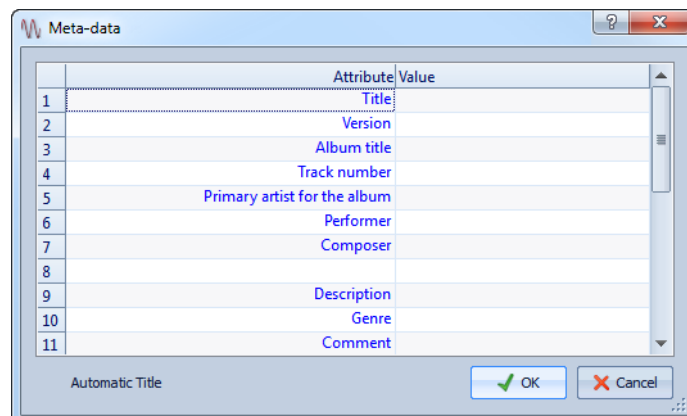 Meta-data
Attribute Value
1 Title
2 Version
3 Album title
4 Track number
5 Primary artist for the album
6 Performer
7 Composer
8
9 Description
10 Genre
11 Comment
Automatic Title OK Cancel